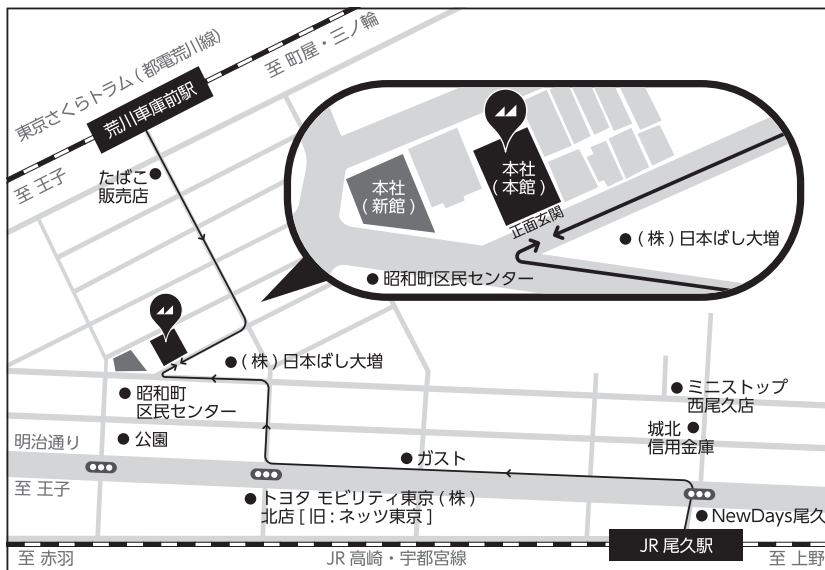 東京さくらトラム(都電荒川線)
至 町屋・三ノ輪
荒川車庫前駅
至 王子
たばこ
販売店
本社
(新館)
本社
(本館)
正面玄関
(株)日本ばし大増
昭和町区民センター
(株)日本ばし大増
昭和町
区民センター
公園
明治通り
至 王子
ミニストップ
西尾久店
城北
信用金庫
ガスト
トヨタ モビリティ東京(株)
北店[旧:ネッツ東京]
NewDays尾久
JR 尾久駅
至 赤羽
JR 高崎・宇都宮線
至 上野